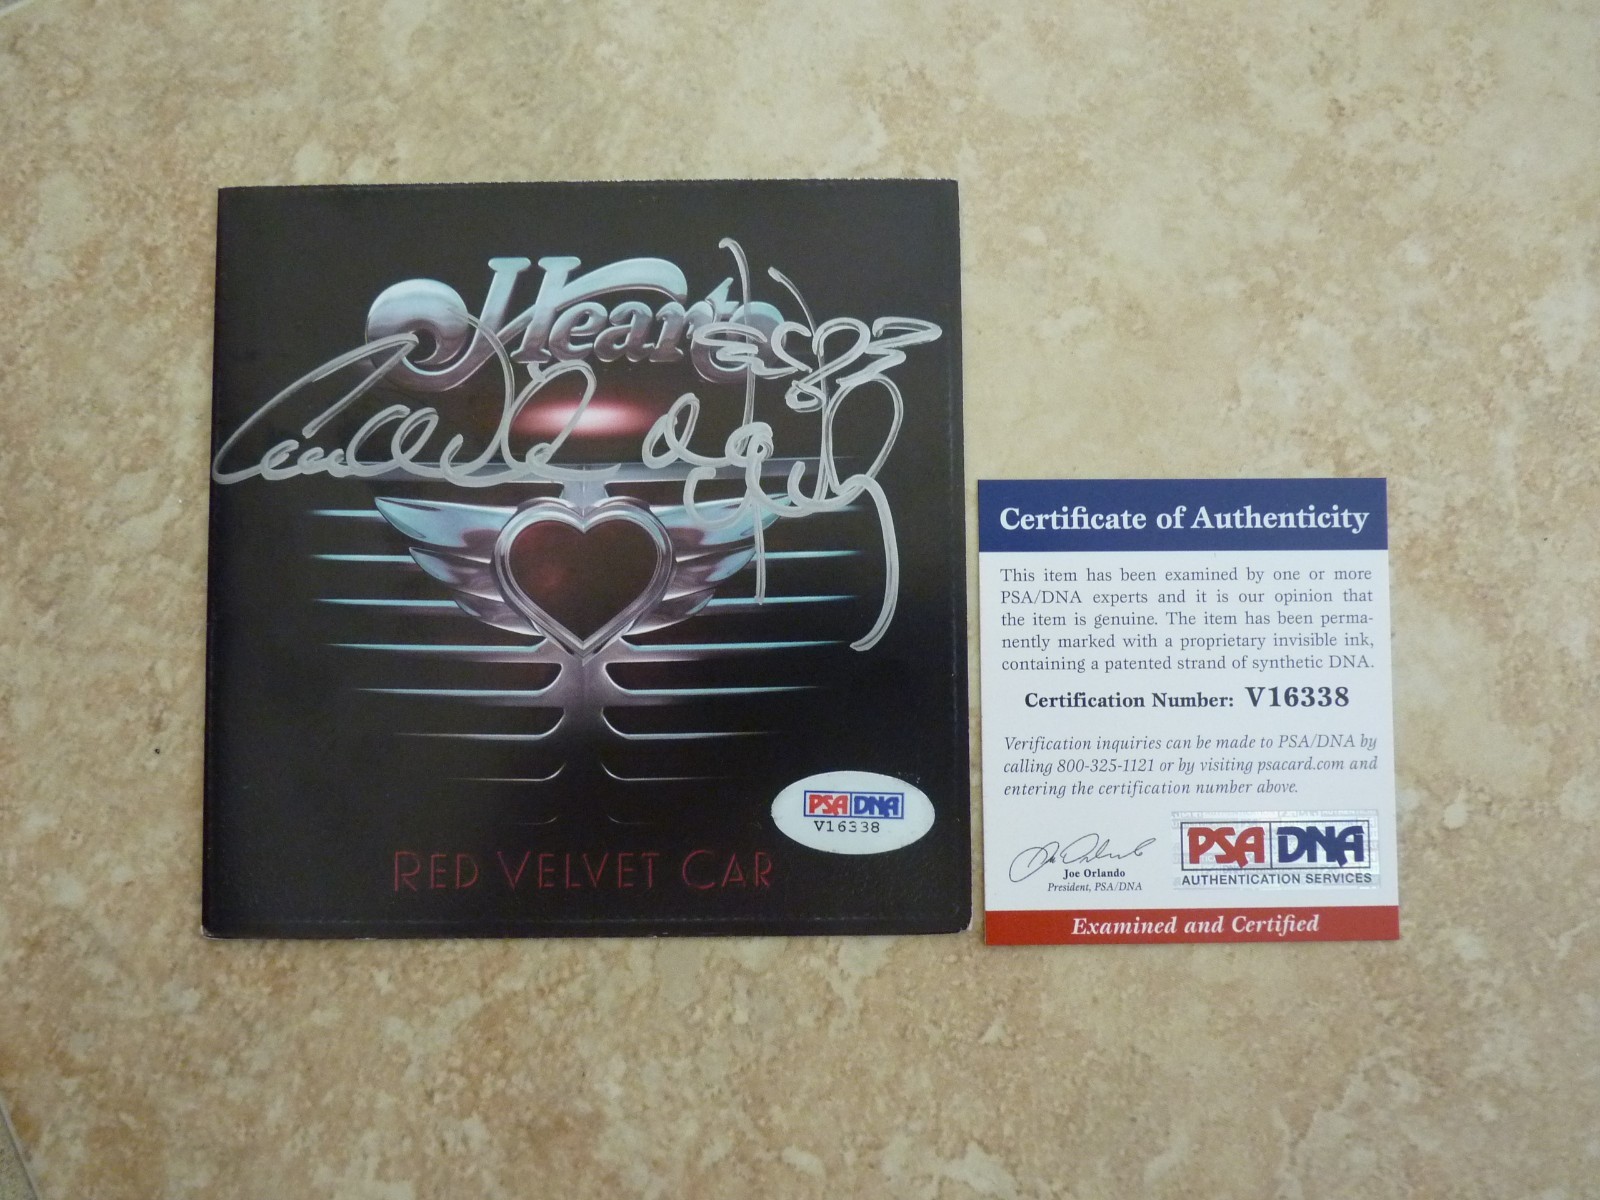 Heart
RED VELVET CAR
PSA DNA
V16338
Certificate of Authenticity
This item has been examined by one or more
PSA/DNA experts and it is our opinion that
the item is genuine. The item has been perma-
nently marked with a proprietary invisible ink,
containing a patented strand of synthetic DNA.
Certification Number: V16338
Verification inquiries can be made to PSA/DNA by
calling 800-325-1121 or by visiting psacard.com and
entering the certification number above.
Joe Orlando
President, PSA/DNA
PSA DNA
AUTHENTICATION SERVICES
Examined and Certified